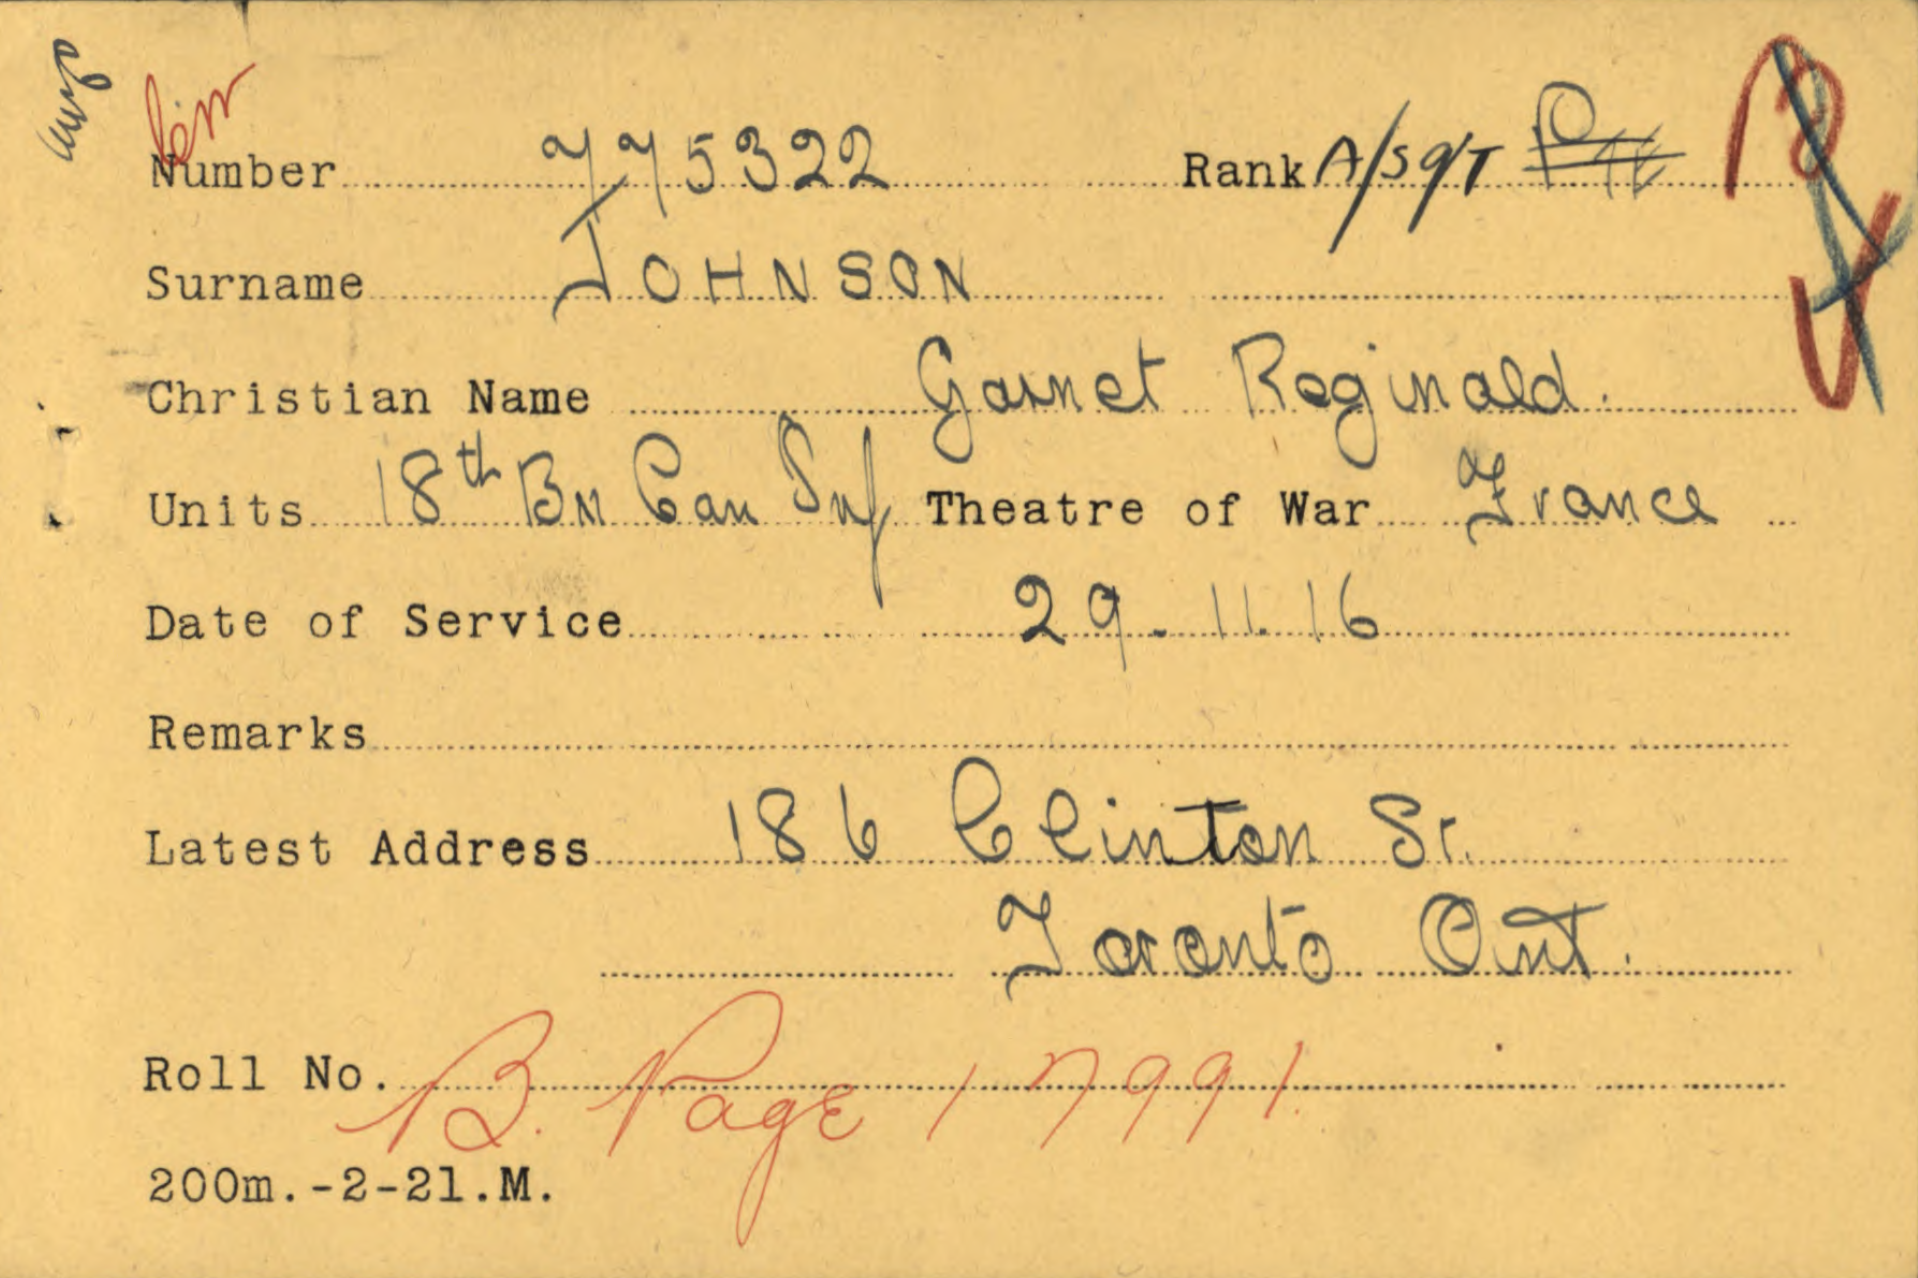 Number 775322 Rank A/Sgt Pte
Surname JOHNSON
Christian Name Garnet Reginald.
Units 18th Bn Can Inf Theatre of War France
Date of Service 29.11.16
Remarks
Latest Address 186 Clinton St.
Toronto Ont.
Roll No. B. Page 17991.
200m.-2-21.M.